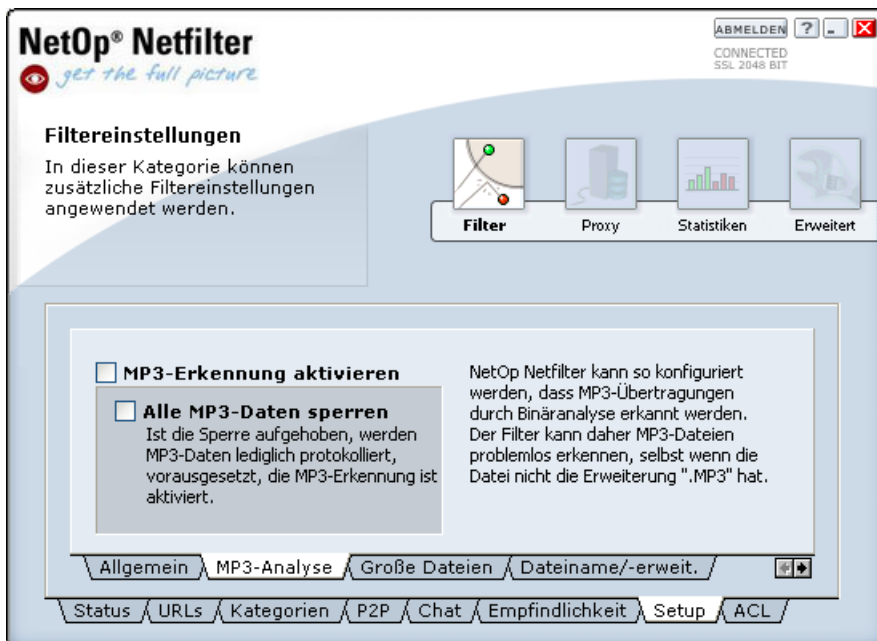 NetOp® Netfilter
get the full picture
ABMELDEN ?
CONNECTED
SSL 2048 BIT
Filtereinstellungen
In dieser Kategorie können
zusätzliche Filtereinstellungen
angewendet werden.
Filter Proxy Statistiken Erweitert
MP3-Erkennung aktivieren
Alle MP3-Daten sperren
Ist die Sperre aufgehoben, werden
MP3-Daten lediglich protokolliert,
vorausgesetzt, die MP3-Erkennung ist
aktiviert.
NetOp Netfilter kann so konfiguriert
werden, dass MP3-Übertragungen
durch Binäranalyse erkannt werden.
Der Filter kann daher MP3-Dateien
problemlos erkennen, selbst wenn die
Datei nicht die Erweiterung ".MP3" hat.
Allgemein MP3-Analyse Große Dateien Dateiname/-erweit.
Status URLs Kategorien P2P Chat Empfindlichkeit Setup ACL